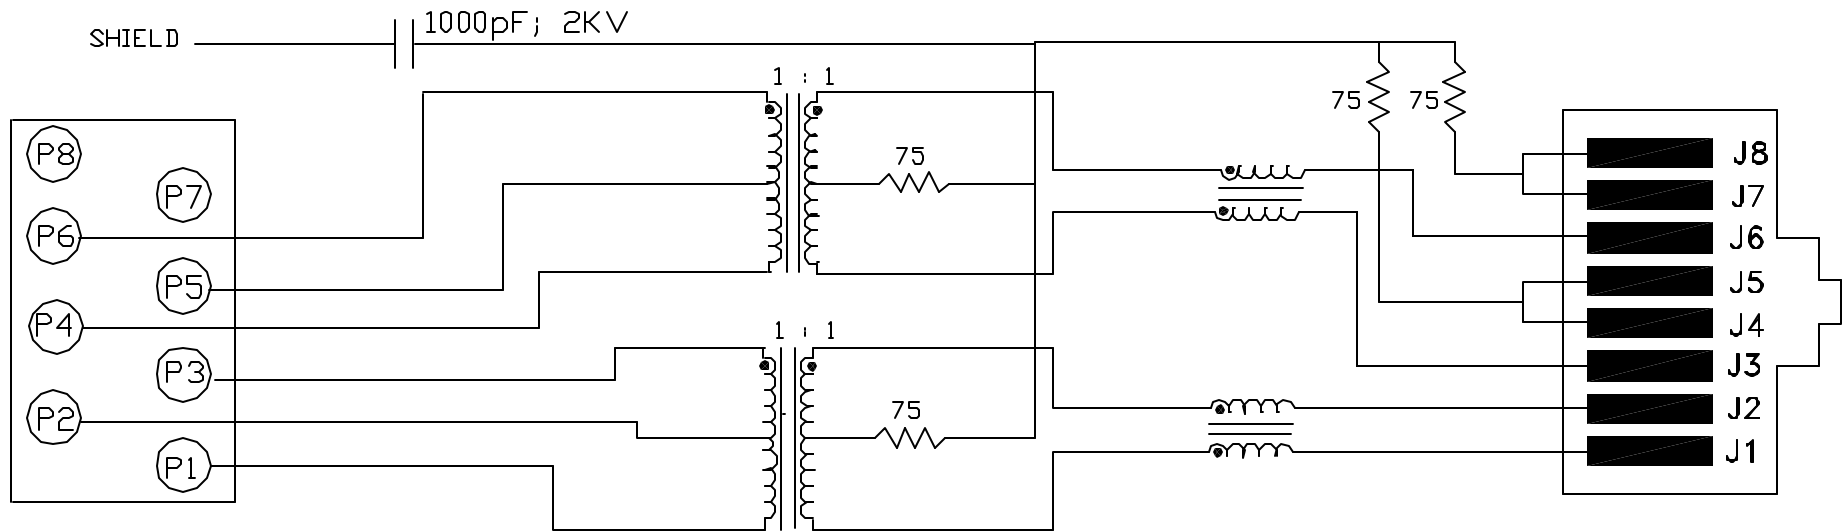 SHIELD
1000pF; 2KV
1 : 1
75
75
75
P8
P7
P6
P5
P4
P3
P2
P1
1 : 1
75
J8
J7
J6
J5
J4
J3
J2
J1